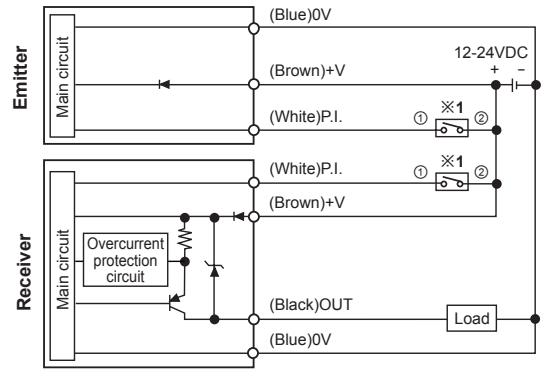 Emitter
Main circuit
(Blue)0V
(Brown)+V
12-24VDC
+ −
(White)P.I.
① ※1 ②
Receiver
Main circuit
(White)P.I.
① ※1 ②
(Brown)+V
Overcurrent
protection
circuit
(Black)OUT
Load
(Blue)0V